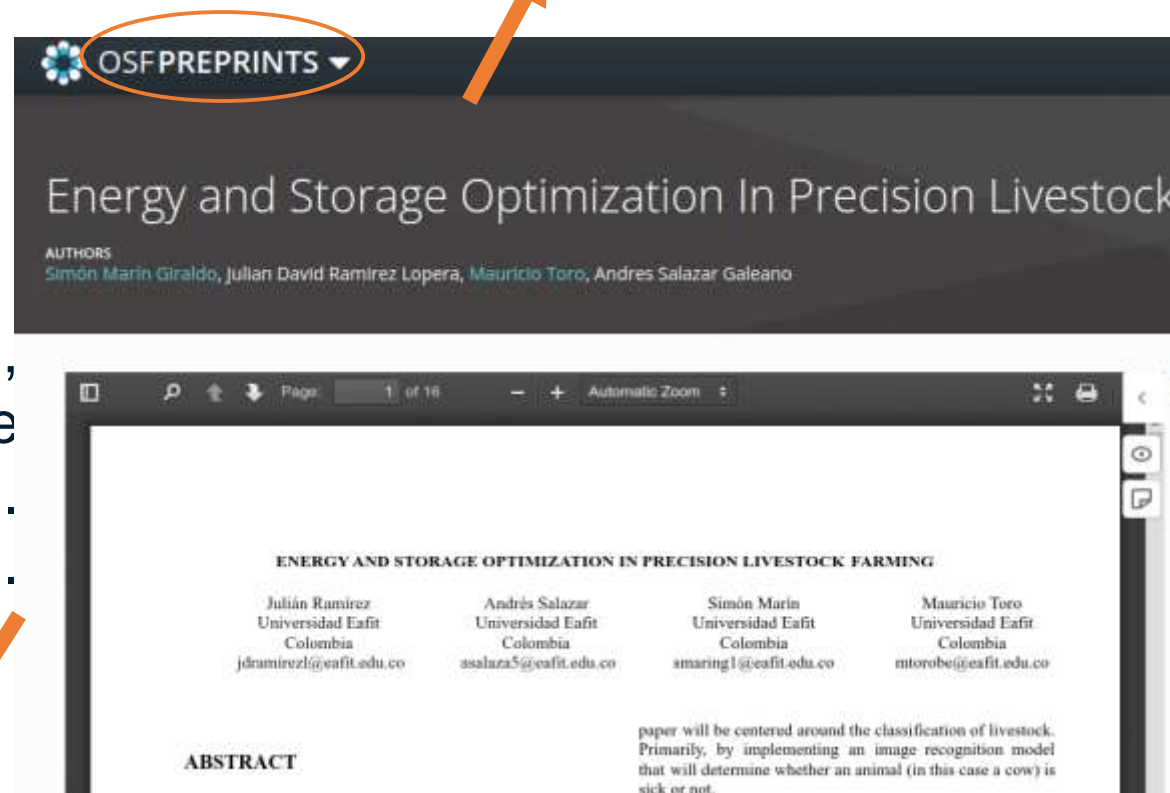 OSFPREPRINTS
Energy and Storage Optimization In Precision Livestock
AUTHORS
Simón Marín Giraldo, Julian David Ramirez Lopera, Mauricio Toro, Andres Salazar Galeano
,
e
.
.
Page: 1 of 16 − + Automatic Zoom
ENERGY AND STORAGE OPTIMIZATION IN PRECISION LIVESTOCK FARMING
Julián Ramírez Andrés Salazar Simón Marín Mauricio Toro
Universidad Eafit Universidad Eafit Universidad Eafit Universidad Eafit
Colombia Colombia Colombia Colombia
jdramirezl@eafit.edu.co asalaza5@eafit.edu.co smaring1@eafit.edu.co mtorobe@eafit.edu.co
ABSTRACT
paper will be centered around the classification of livestock.
Primarily, by implementing an image recognition model
that will determine whether an animal (in this case a cow) is
sick or not.